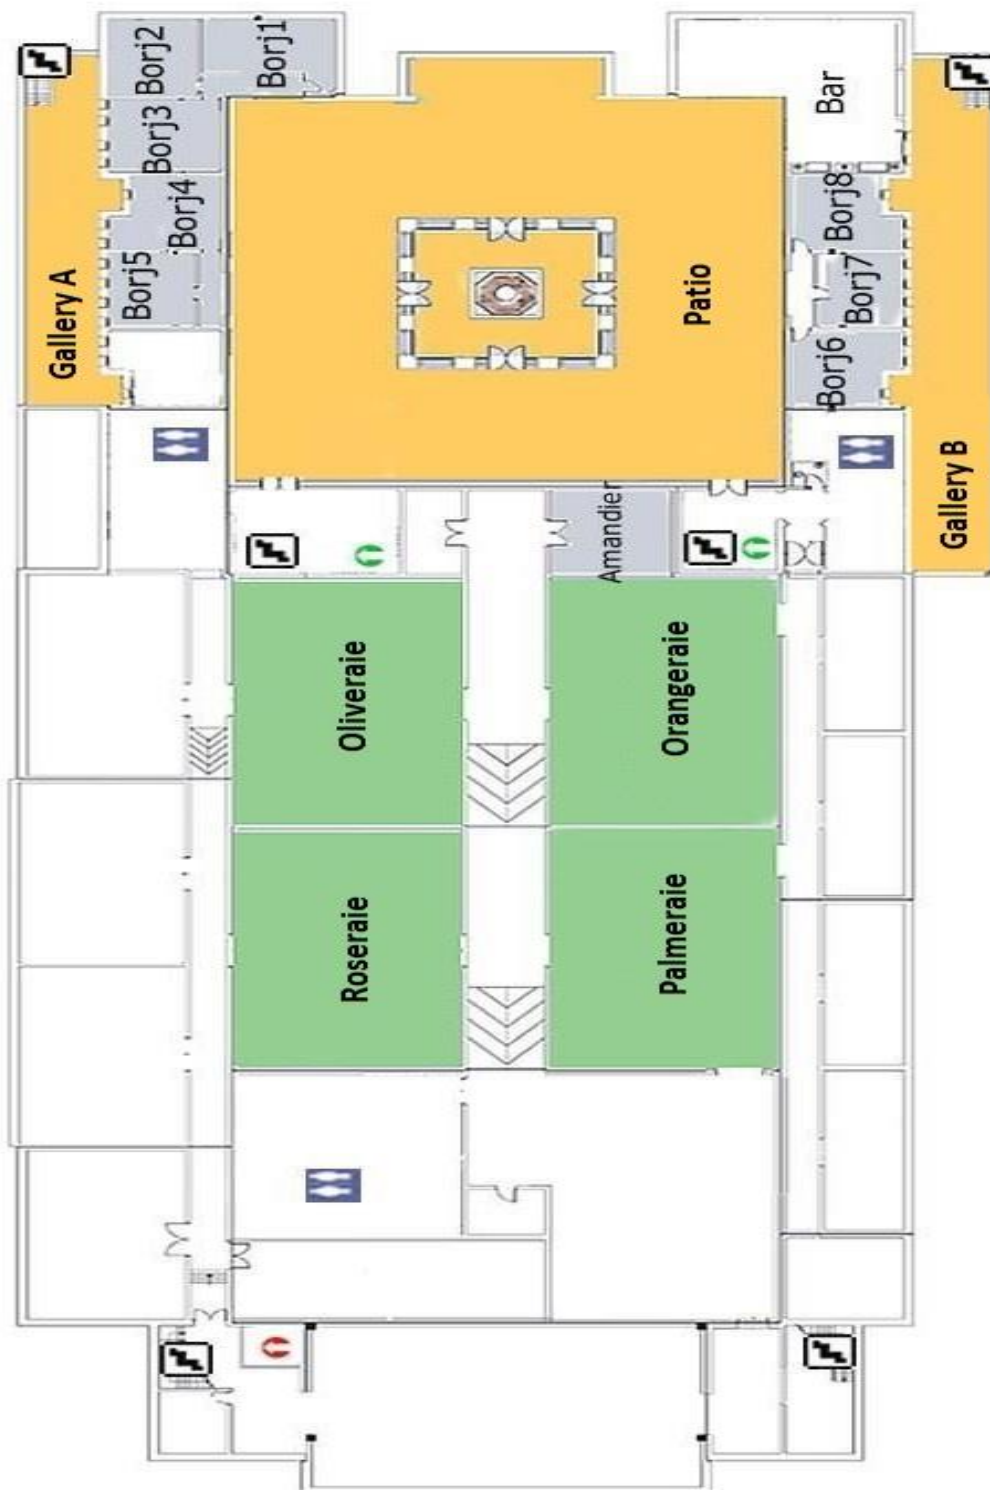 Borj2
Borj1
Borj3
Borj4
Borj5
Gallery A
Bar
Borj8
Borj7
Borj6
Patio
Gallery B
Amandier
Oliveraie
Orangeraie
Roseraie
Palmeraie